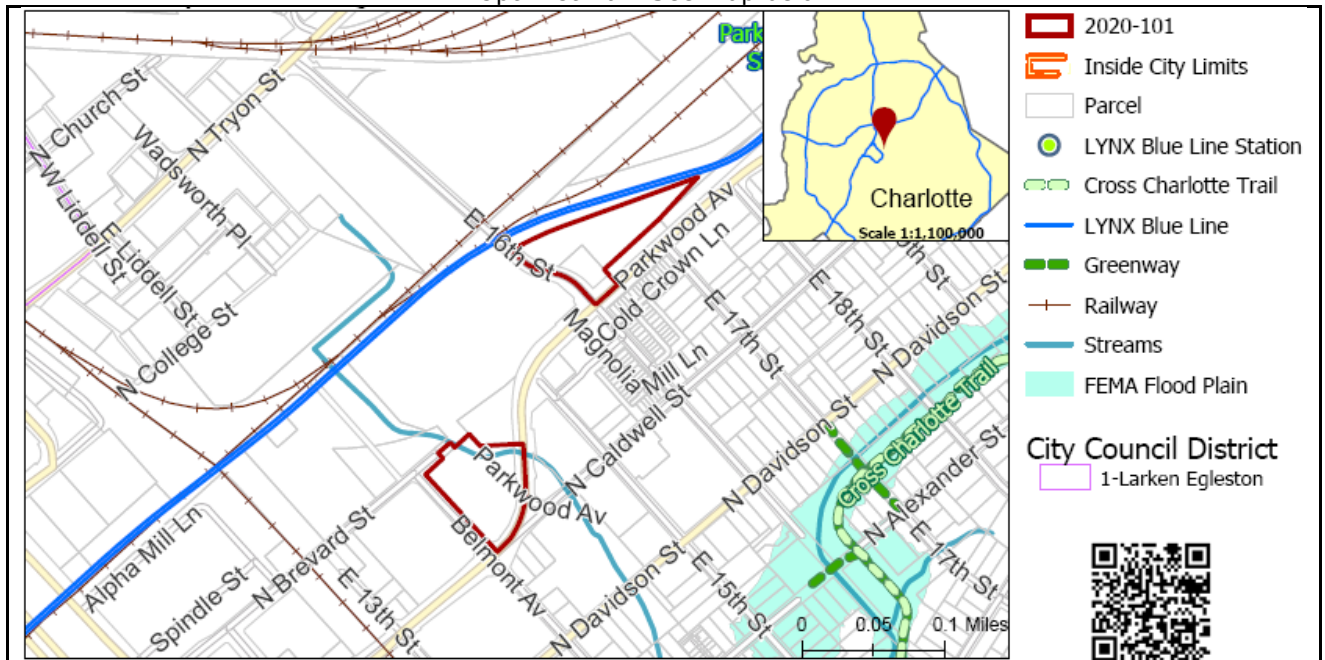 Park
S
N Church St
Wadsworth Pl
N Tryon St
N W Liddell St
E Liddell St
N College St
E 16th St
Parkwood Av
Cold Crown Ln
Magnolia Mill Ln
E 17th St
E 18th St
N Davidson St
N Caldwell St
N Davidson St
Cross Charlotte Trail
N Alexander St
E 17th St
Parkwood Av
Belmont Av
N Brevard St
Alpha Mill Ln
Spindle St
E 13th St
N Davidson St
E 15th St
0 0.05 0.1 Miles
Charlotte
Scale 1:1,100,000
2020-101
Inside City Limits
Parcel
LYNX Blue Line Station
Cross Charlotte Trail
LYNX Blue Line
Greenway
Railway
Streams
FEMA Flood Plain
City Council District
1-Larken Egleston